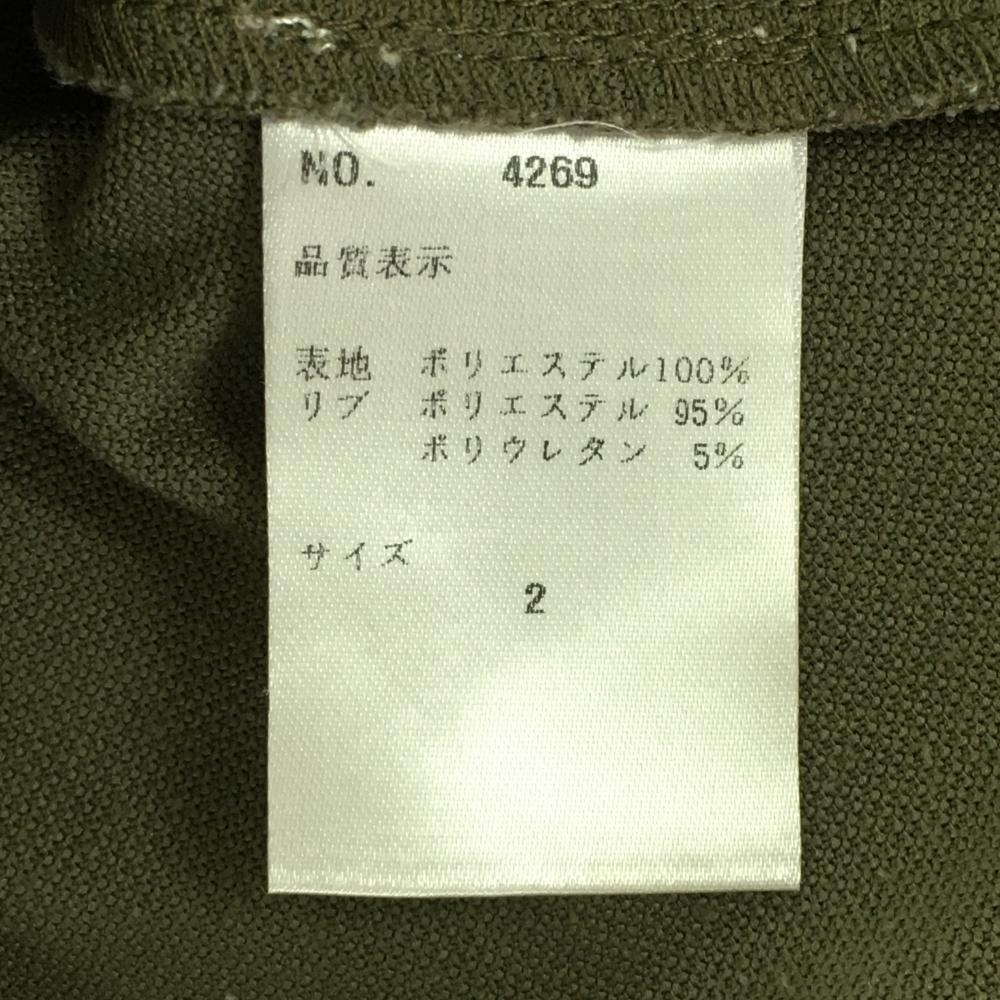 NO. 4269
品質表示
表地 ポリエステル100%
リブ ポリエステル 95%
ポリウレタン 5%
サイズ
2